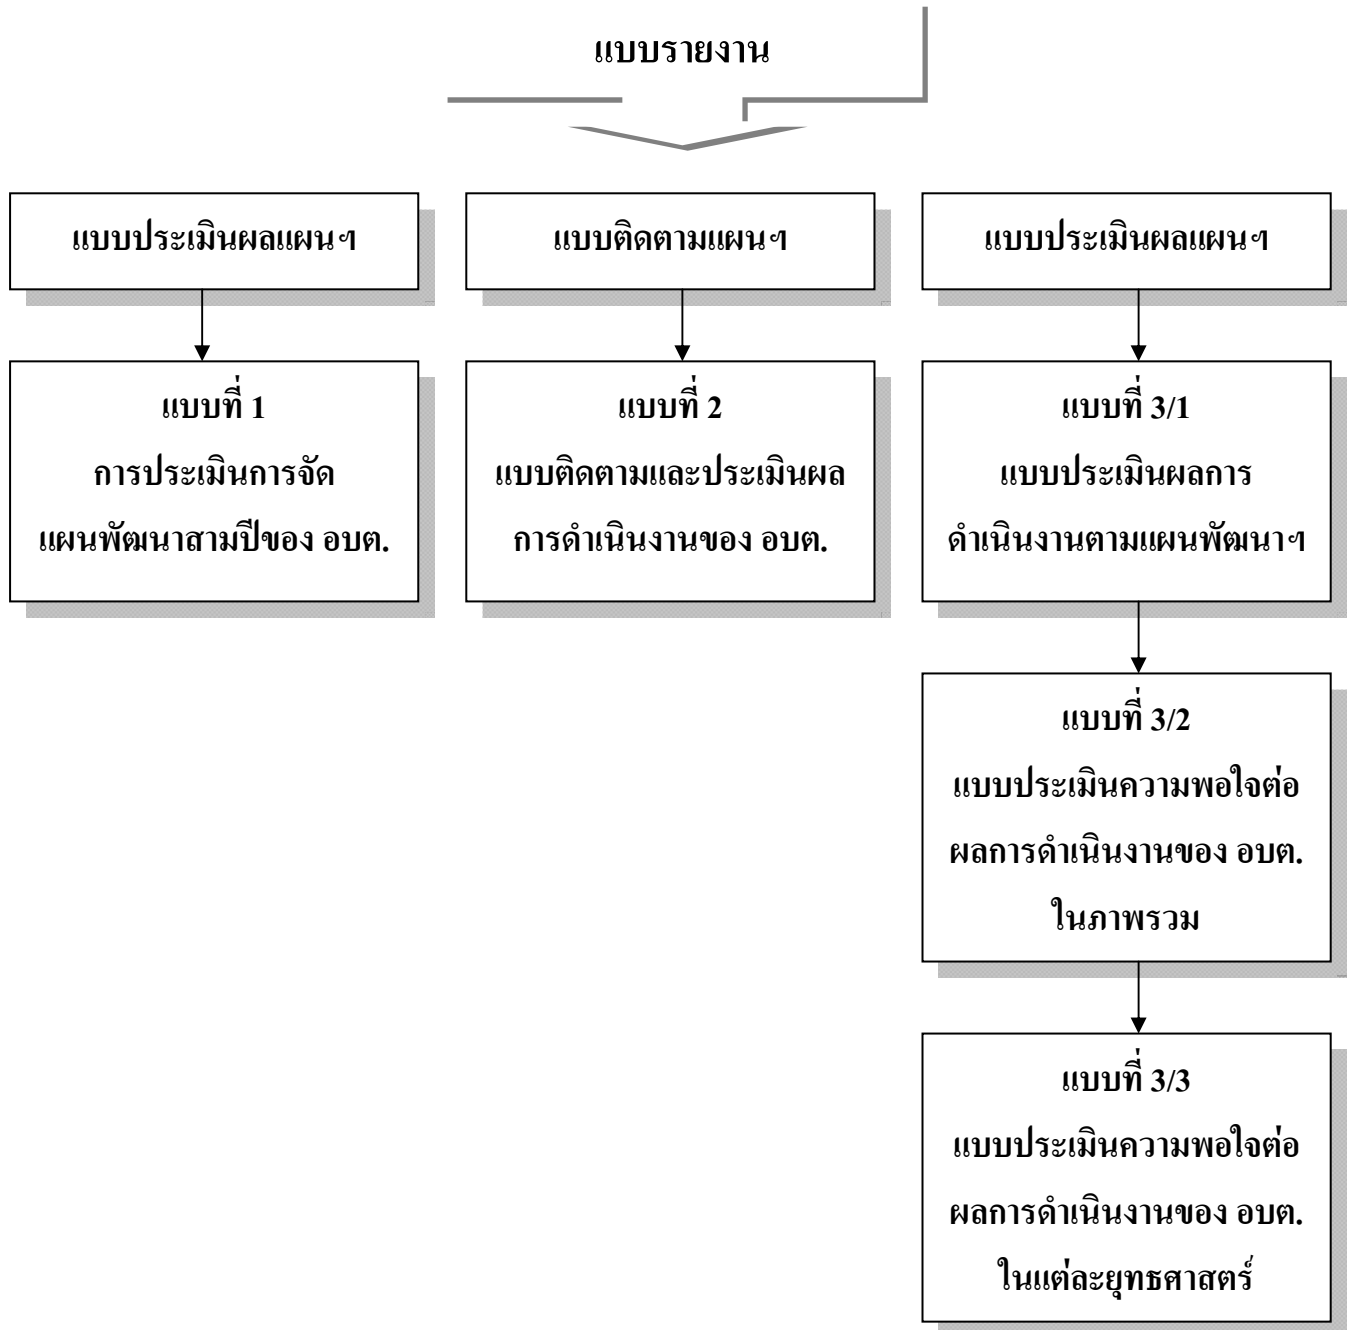 แบบรายงาน
แบบประเมินผลแผนฯ
แบบติดตามแผนฯ
แบบประเมินผลแผนฯ
แบบที่ 1
การประเมินการจัด
แผนพัฒนาสามปีของ อบต.
แบบที่ 2
แบบติดตามและประเมินผล
การดำเนินงานของ อบต.
แบบที่ 3/1
แบบประเมินผลการ
ดำเนินงานตามแผนพัฒนาฯ
แบบที่ 3/2
แบบประเมินความพอใจต่อ
ผลการดำเนินงานของ อบต.
ในภาพรวม
แบบที่ 3/3
แบบประเมินความพอใจต่อ
ผลการดำเนินงานของ อบต.
ในแต่ละยุทธศาสตร์